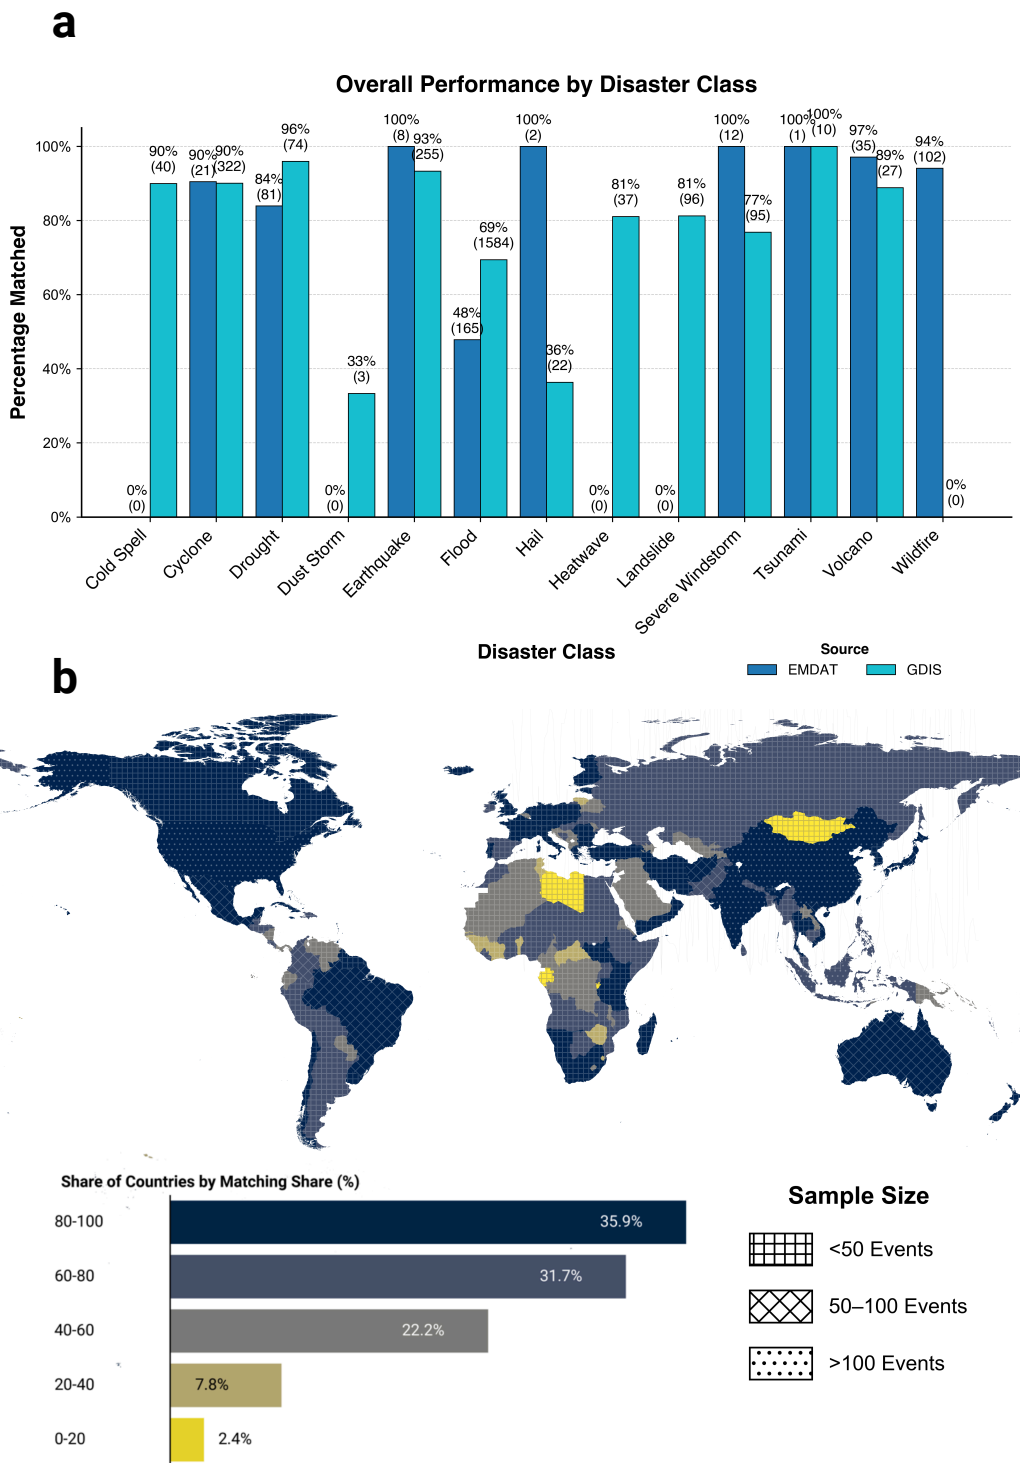 a
Overall Performance by Disaster Class
Percentage Matched
100%
80%
60%
40%
20%
0%
0%
(0)
90%
(40)
90%
(21)
90%
(322)
84%
(81)
96%
(74)
0%
(0)
33%
(3)
100%
(8)
93%
(255)
48%
(165)
69%
(1584)
100%
(2)
36%
(22)
0%
(0)
81%
(37)
0%
(0)
81%
(96)
100%
(12)
77%
(95)
100%
(1)
100%
(10)
97%
(35)
89%
(27)
94%
(102)
0%
(0)
Cold Spell
Cyclone
Drought
Dust Storm
Earthquake
Flood
Hail
Heatwave
Landslide
Severe Windstorm
Tsunami
Volcano
Wildfire
Disaster Class
Source
EMDAT
GDIS
b
Share of Countries by Matching Share (%)
80-100
35.9%
60-80
31.7%
40-60
22.2%
20-40
7.8%
0-20
2.4%
Sample Size
<50 Events
50–100 Events
>100 Events